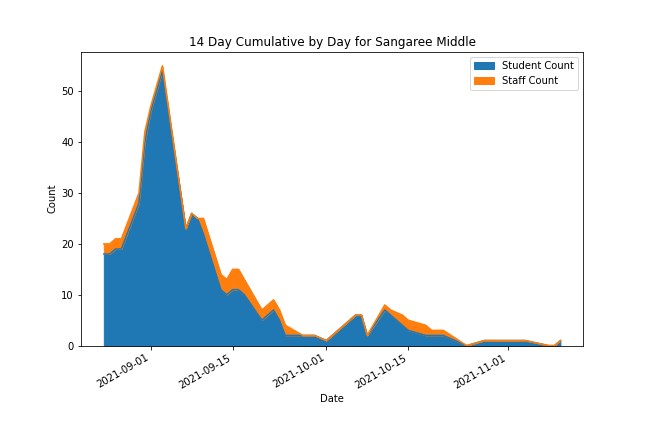 14 Day Cumulative by Day for Sangaree Middle
Student Count
Staff Count
Count
50
40
30
20
10
0
2021-09-01
2021-09-15
2021-10-01
2021-10-15
2021-11-01
Date